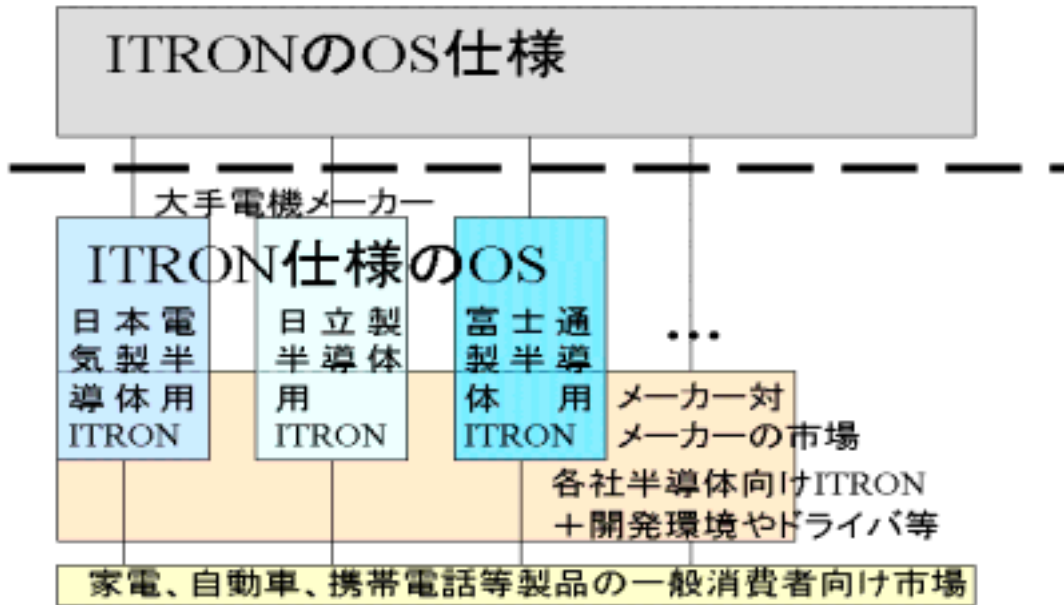 ITRONのOS仕様
大手電機メーカー
ITRON仕様のOS
日本電
気製半
導体用
ITRON
日立製
半導体
用
ITRON
富士通
製半導
体用
ITRON
…
メーカー対
メーカーの市場
各社半導体向けITRON
＋開発環境やドライバ等
家電、自動車、携帯電話等製品の一般消費者向け市場